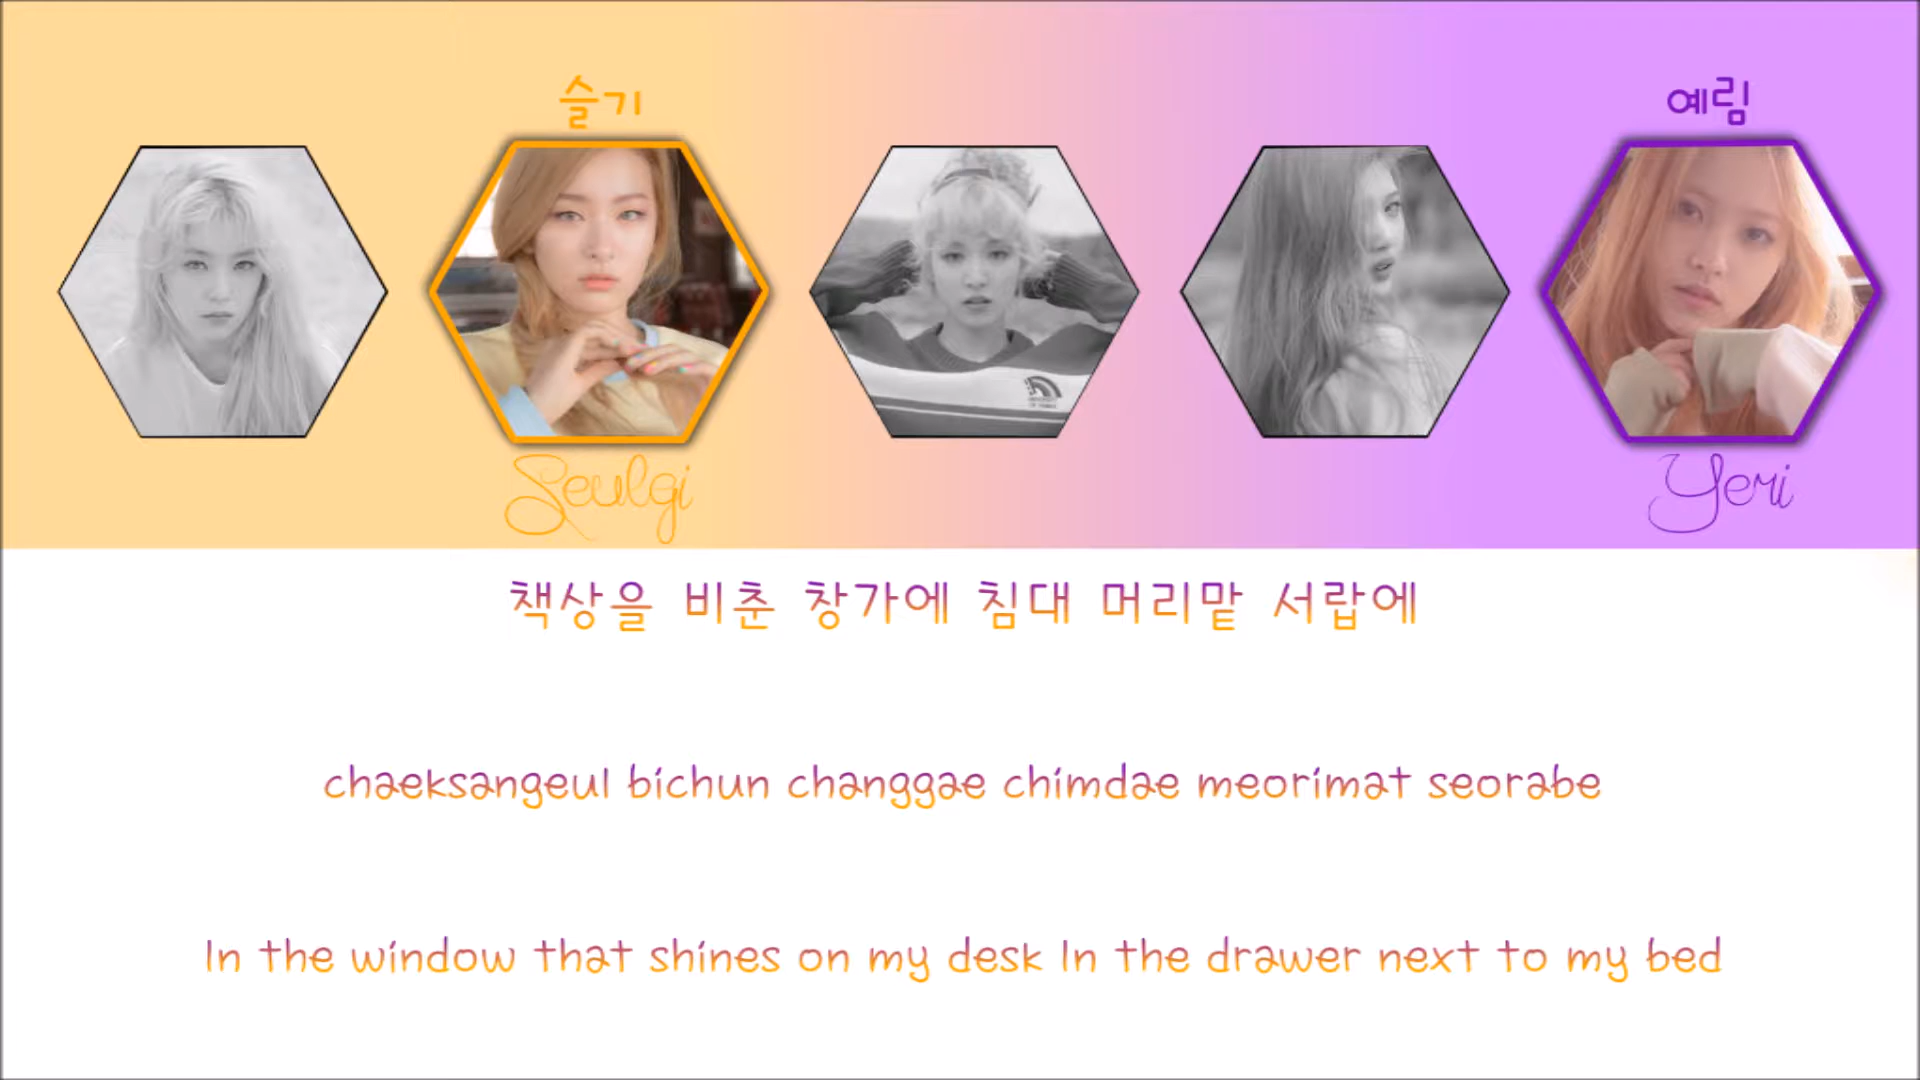 슬기 예림
Seulgi Yeri
책상을 비춘 창가에 침대 머리맡 서랍에
chaeksangeul bichun changgae chimdae meorimat seorabe
In the window that shines on my desk In the drawer next to my bed